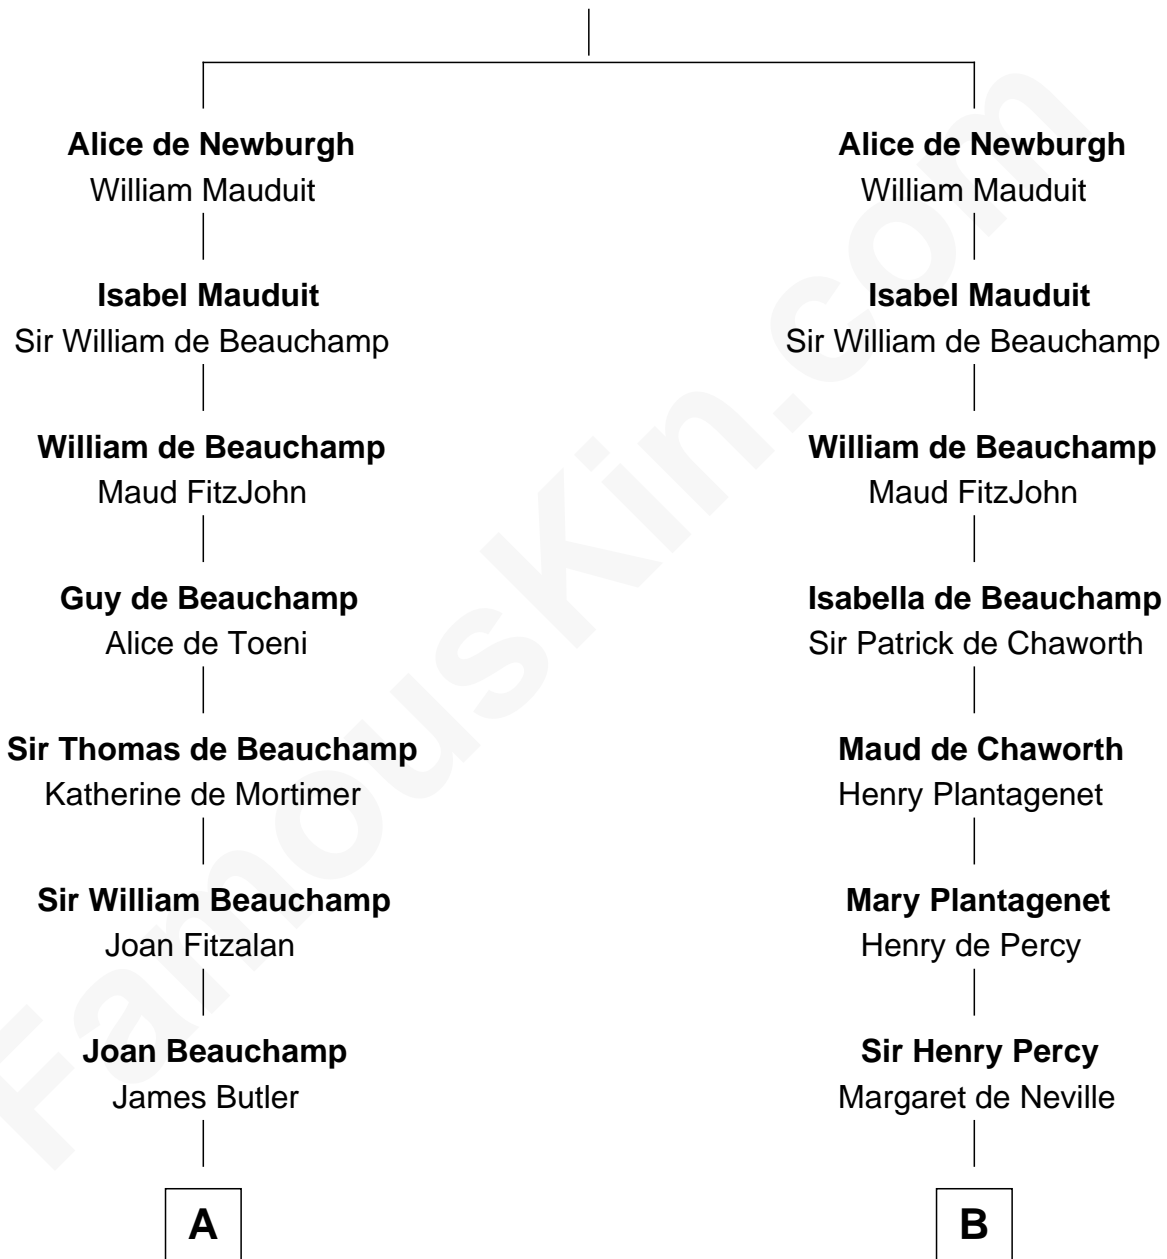 Alice de Newburgh
William Mauduit
Isabel Mauduit
Sir William de Beauchamp
William de Beauchamp
Maud FitzJohn
Guy de Beauchamp
Alice de Toeni
Sir Thomas de Beauchamp
Katherine de Mortimer
Sir William Beauchamp
Joan Fitzalan
Joan Beauchamp
James Butler
A
Alice de Newburgh
William Mauduit
Isabel Mauduit
Sir William de Beauchamp
William de Beauchamp
Maud FitzJohn
Isabella de Beauchamp
Sir Patrick de Chaworth
Maud de Chaworth
Henry Plantagenet
Mary Plantagenet
Henry de Percy
Sir Henry Percy
Margaret de Neville
B
FamousKin.com